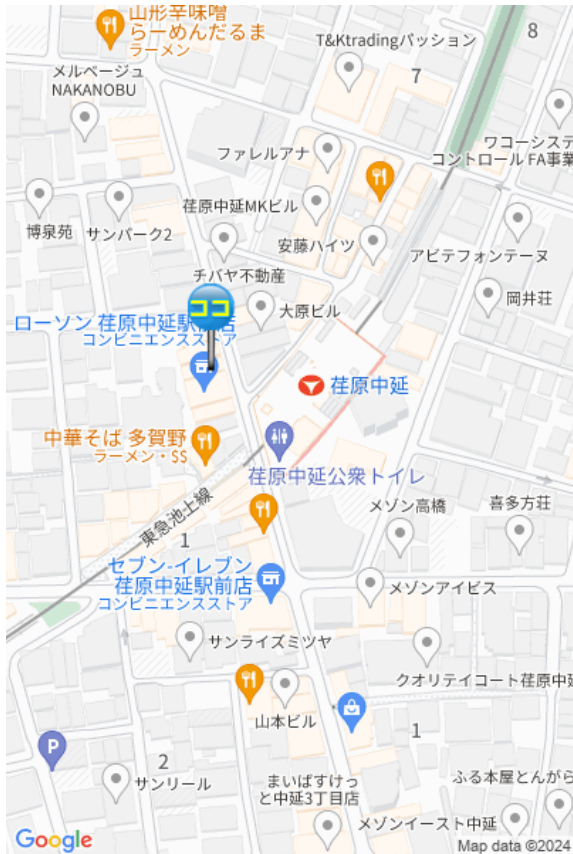 山形辛味噌
らーめんだるま
ラーメン
8
T&Ktradingパッション
7
メルベージュ
NAKANOBU
ワコーシステ
コントロール FA事業
ファレルアナ
荏原中延MKビル
博泉苑
サンパーク2
安藤ハイツ
アビテフォンテーヌ
チバヤ不動産
岡井荘
大原ビル
ココ
ローソン 荏原中延駅前店
コンビニエンスストア
荏原中延
中華そば 多賀野
ラーメン・$$
荏原中延公衆トイレ
東急池上線
メゾン高橋
喜多方荘
1
セブン-イレブン
荏原中延駅前店
コンビニエンスストア
メゾンアイビス
サンライズミツヤ
クオリテイコート荏原中延
山本ビル
1
P
2
サンリール
まいばすけっ
と中延3丁目店
ふる本屋とんがら
メゾンイースト中延
Google
Map data ©2024